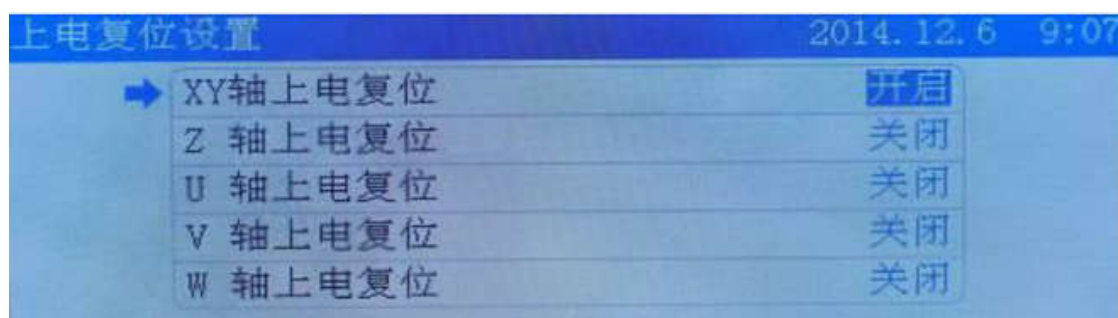 上电复位设置 2014.12.6 9:07
XY轴上电复位 开启
Z 轴上电复位 关闭
U 轴上电复位 关闭
V 轴上电复位 关闭
W 轴上电复位 关闭